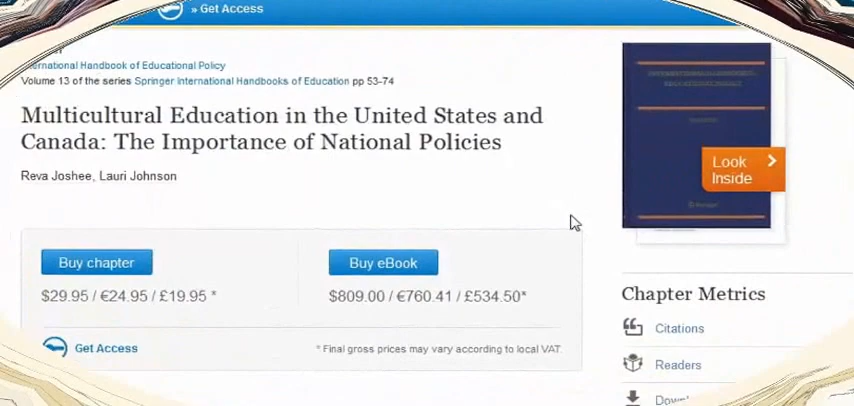 » Get Access
ernational Handbook of Educational Policy
Volume 13 of the series Springer International Handbooks of Education pp 53-74
Multicultural Education in the United States and
Canada: The Importance of National Policies
Reva Joshee, Lauri Johnson
Look
Inside
Buy chapter
Buy eBook
$29.95 / €24.95 / £19.95 *
$809.00 / €760.41 / £534.50*
Get Access
* Final gross prices may vary according to local VAT.
Chapter Metrics
Citations
Readers